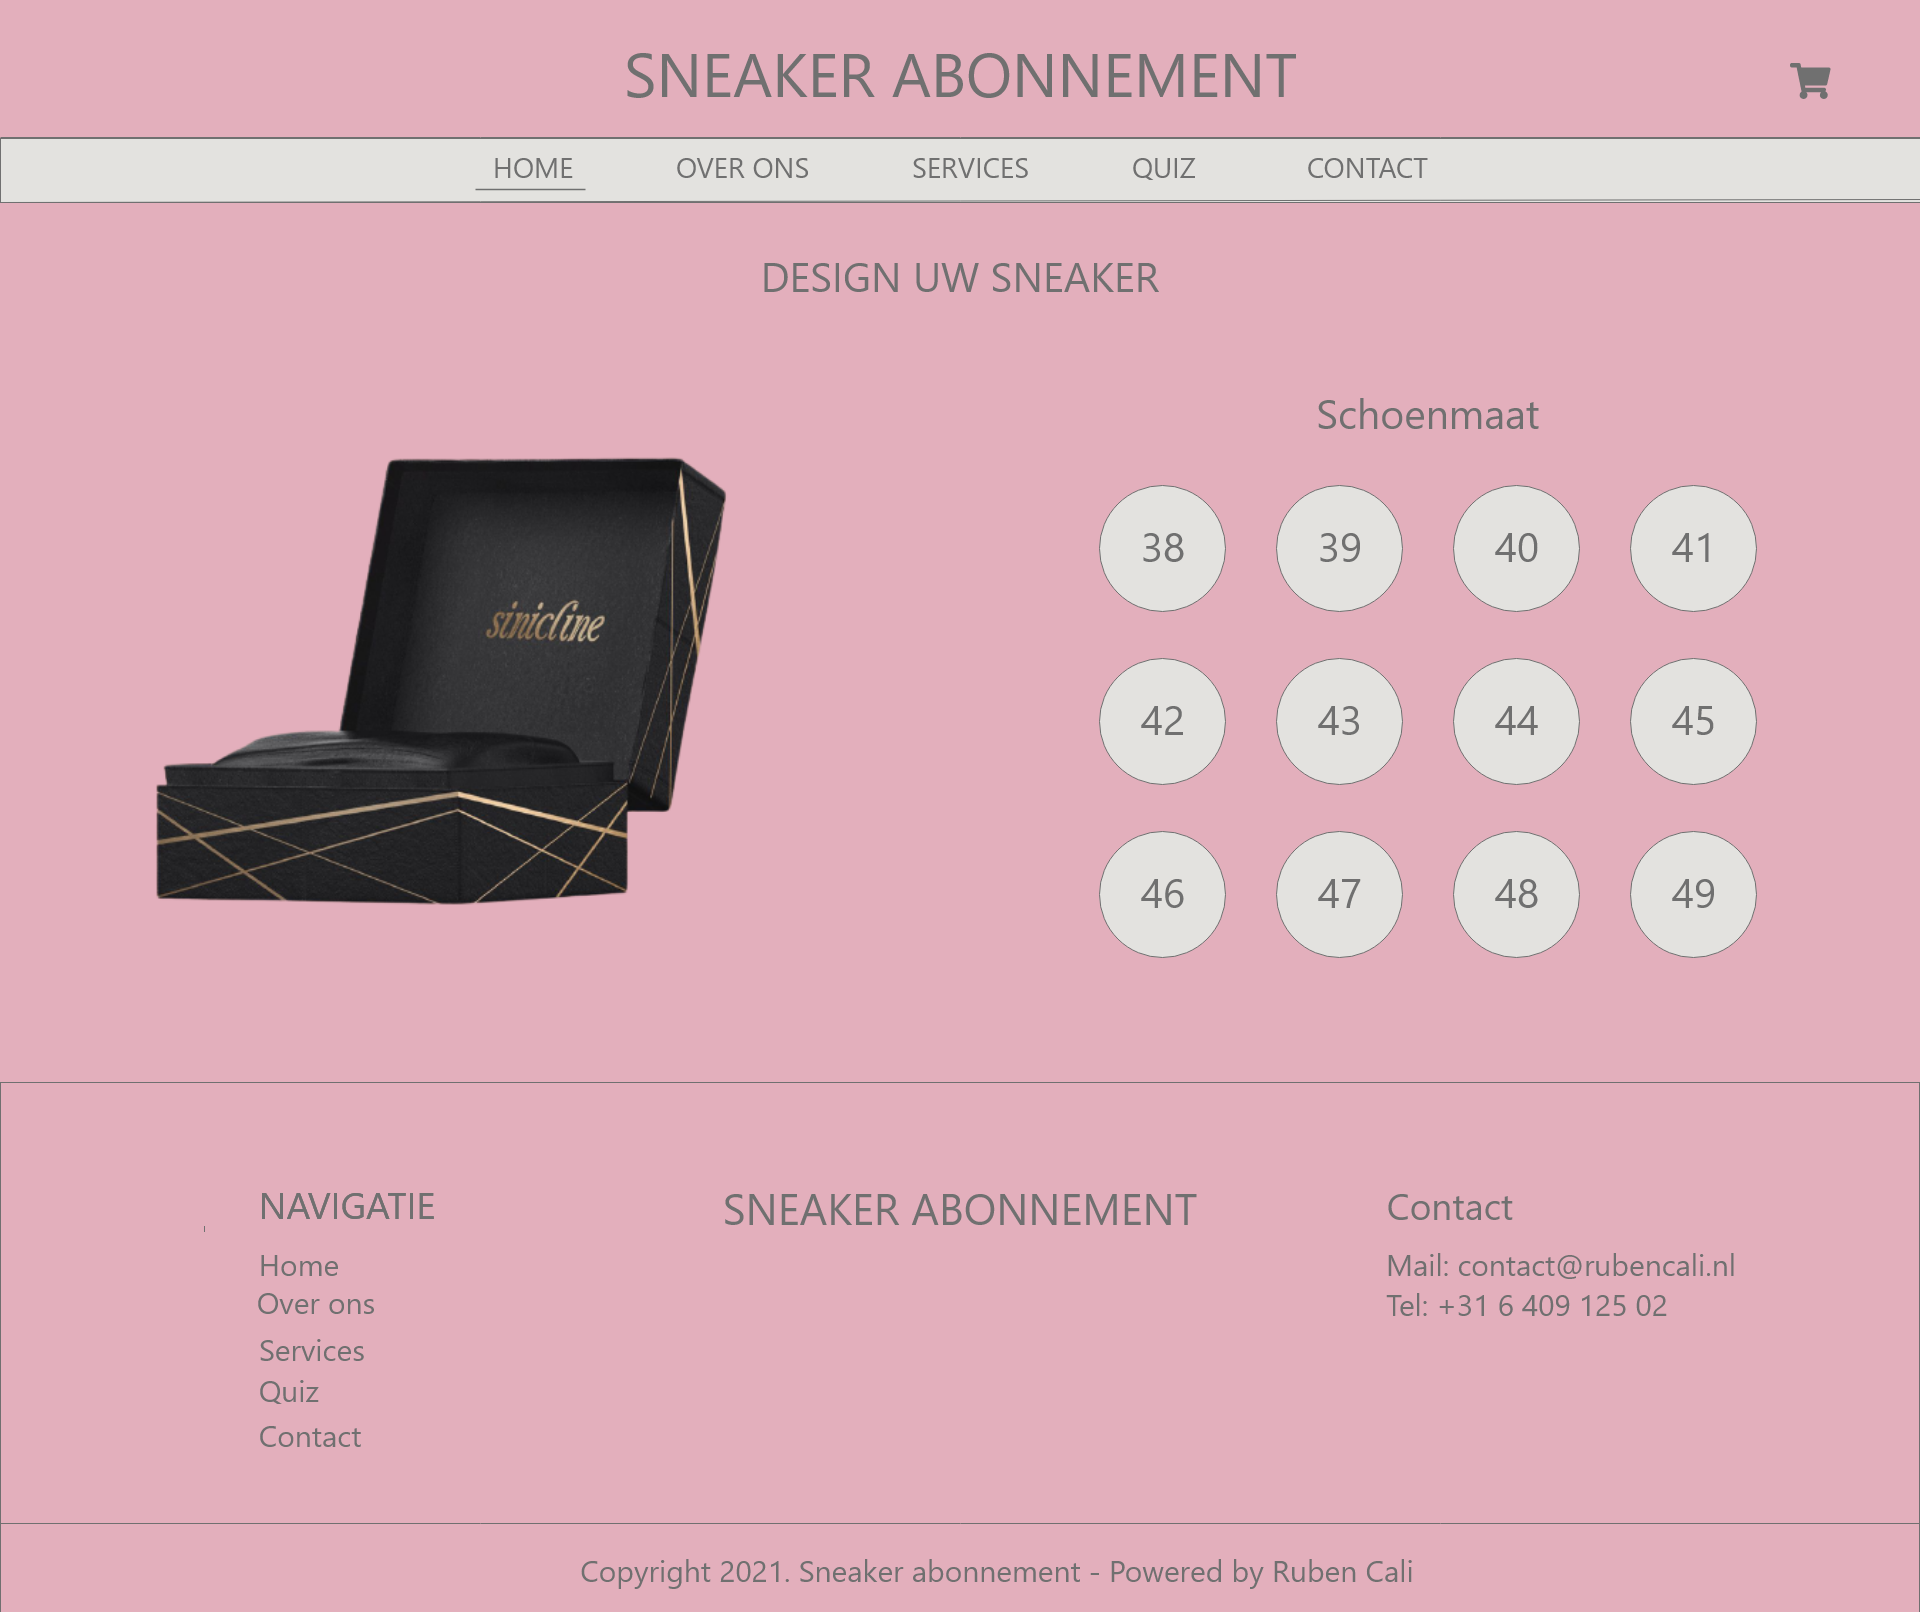 SNEAKER ABONNEMENT
HOME OVER ONS SERVICES QUIZ CONTACT
DESIGN UW SNEAKER
sinicline
Schoenmaat
38 39 40 41
42 43 44 45
46 47 48 49
NAVIGATIE
Home
Over ons
Services
Quiz
Contact
SNEAKER ABONNEMENT
Contact
Mail: contact@rubencali.nl
Tel: +31 6 409 125 02
Copyright 2021. Sneaker abonnement - Powered by Ruben Cali